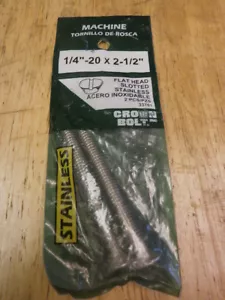 MACHINE
TORNILLO DE ROSCA
1/4"-20 x 2-1/2"
FLAT HEAD
SLOTTED
STAINLESS
ACERO INOXIDABLE
2 PCS/PZS
CROWN
BOLT
STAINLESS